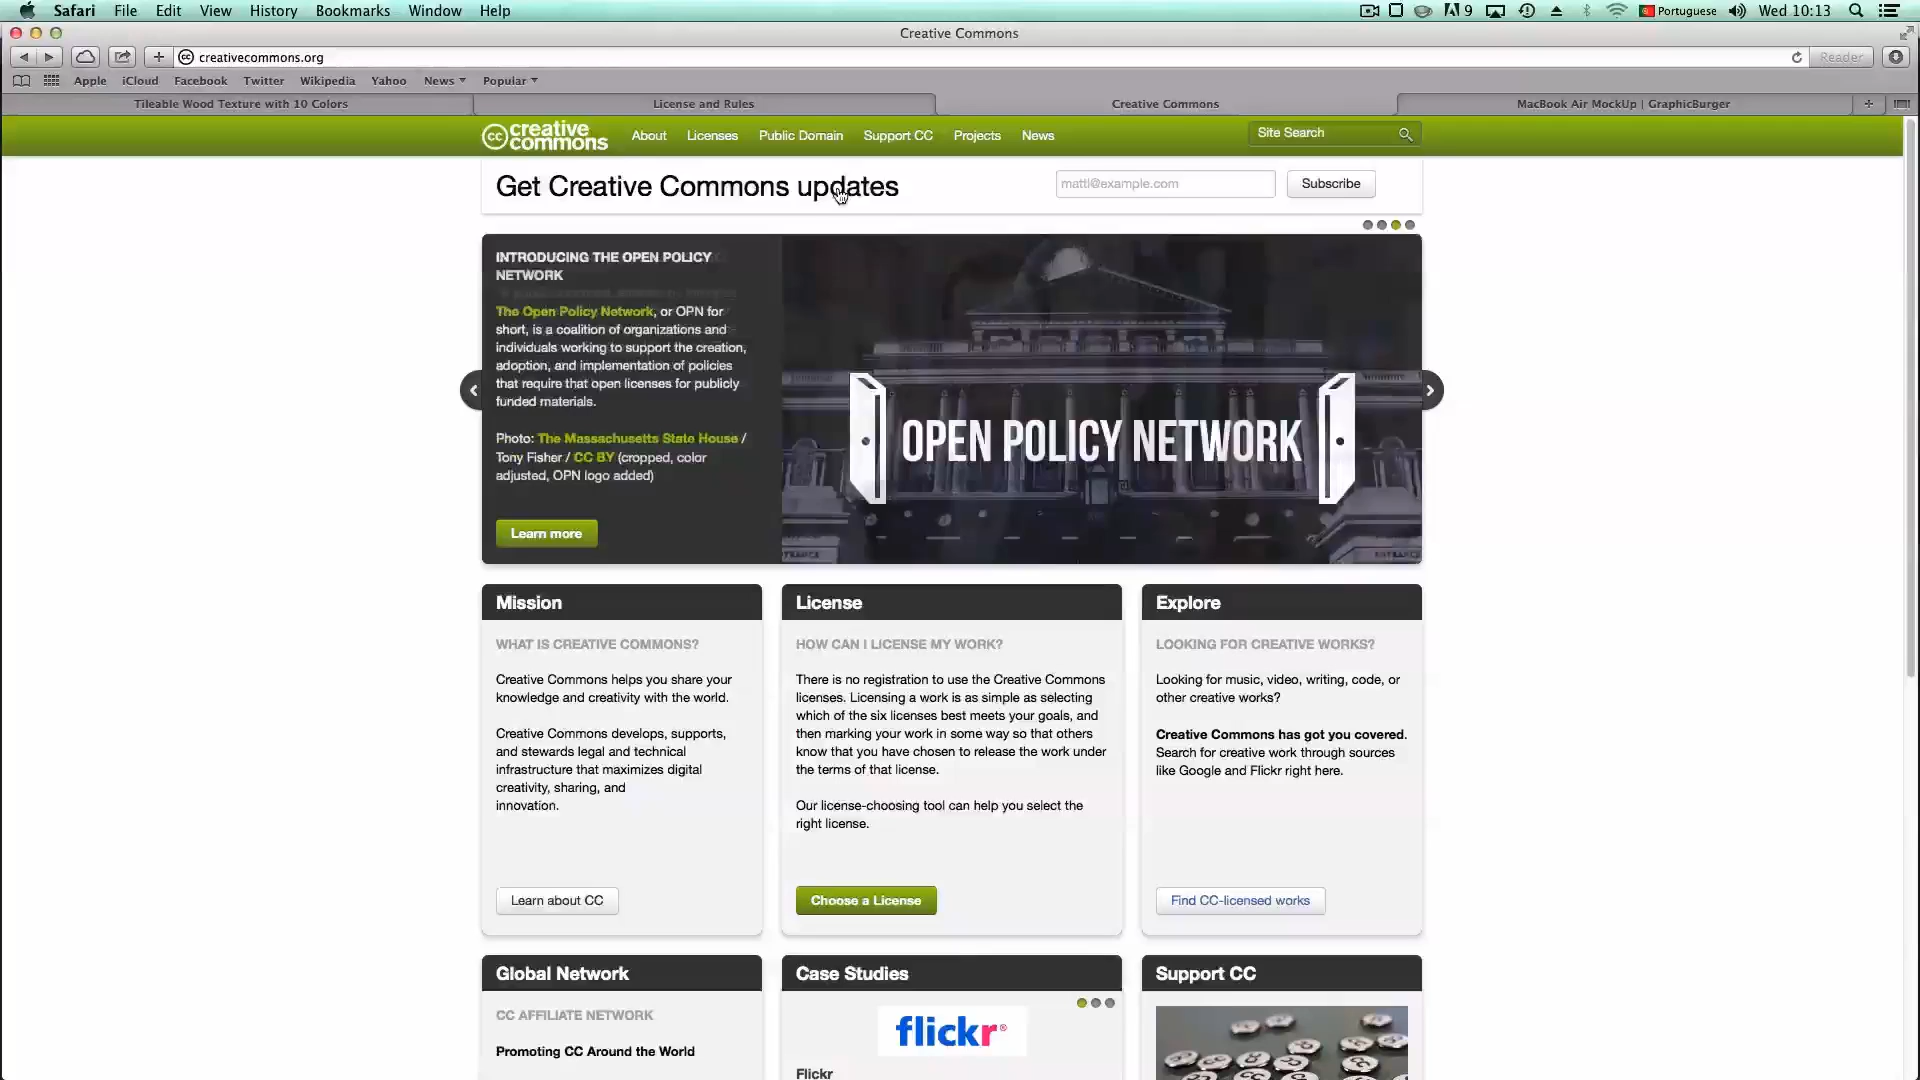 Safari File Edit View History Bookmarks Window Help
9 Portuguese Wed 10:13
Creative Commons
creativecommons.org
Reader
Apple iCloud Facebook Twitter Wikipedia Yahoo News Popular
Tileable Wood Texture with 10 Colors
License and Rules
Creative Commons
MacBook Air MockUp | GraphicBurger
cc creative commons
About Licenses Public Domain Support CC Projects News
Site Search
Get Creative Commons updates
mattl@example.com
Subscribe
INTRODUCING THE OPEN POLICY
NETWORK
The Open Policy Network, or OPN for
short, is a coalition of organizations and
individuals working to support the creation,
adoption, and implementation of policies
that require that open licenses for publicly
funded materials.
Photo: The Massachusetts State House /
Tony Fisher / CC BY (cropped, color
adjusted, OPN logo added)
Learn more
OPEN POLICY NETWORK
ENTRANCE
Mission
WHAT IS CREATIVE COMMONS?
Creative Commons helps you share your
knowledge and creativity with the world.
Creative Commons develops, supports,
and stewards legal and technical
infrastructure that maximizes digital
creativity, sharing, and
innovation.
Learn about CC
License
HOW CAN I LICENSE MY WORK?
There is no registration to use the Creative Commons
licenses. Licensing a work is as simple as selecting
which of the six licenses best meets your goals, and
then marking your work in some way so that others
know that you have chosen to release the work under
the terms of that license.
Our license-choosing tool can help you select the
right license.
Choose a License
Explore
LOOKING FOR CREATIVE WORKS?
Looking for music, video, writing, code, or
other creative works?
Creative Commons has got you covered.
Search for creative work through sources
like Google and Flickr right here.
Find CC-licensed works
Global Network
CC AFFILIATE NETWORK
Promoting CC Around the World
Case Studies
flickr
Flickr
Support CC